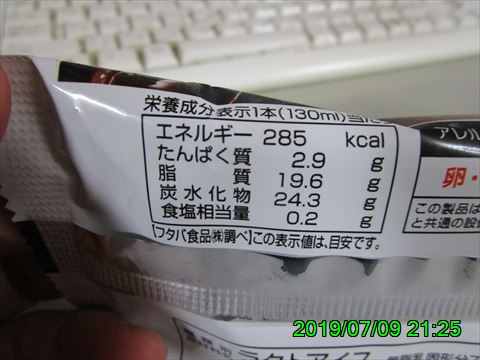 栄養成分表示1本(130ml)当た
エネルギー 285 kcal
たんぱく質 2.9 g
脂質 19.6 g
炭水化物 24.3 g
食塩相当量 0.2 g
【フタバ食品㈱調べ】この表示値は、目安です。
アレル
卵・
この製品は
と共通の設備
ラクトアイス
2019/07/09 21:25